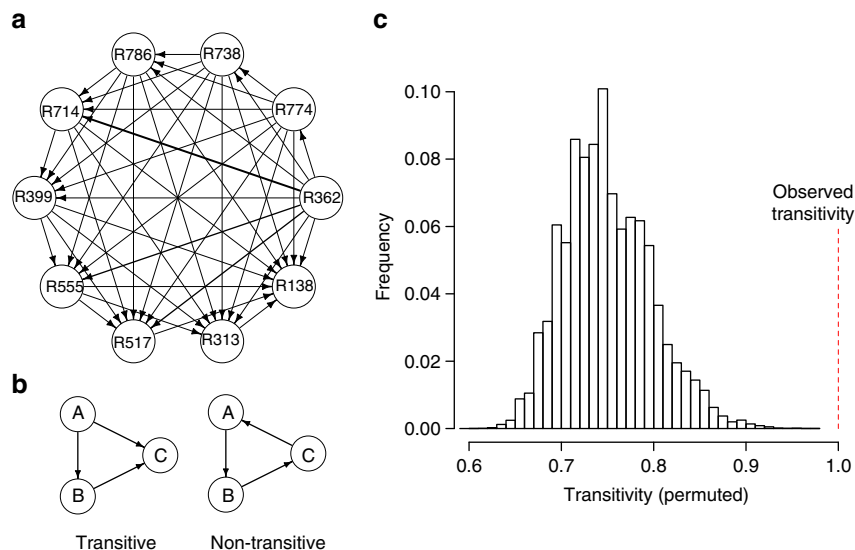 a
R786
R738
R714
R774
R399
R362
R555
R138
R517
R313
b
A
C
B
Transitive
A
C
B
Non-transitive
c
Frequency
0.10
0.08
0.06
0.04
0.02
0.00
0.6
0.7
0.8
0.9
1.0
Transitivity (permuted)
Observed
transitivity